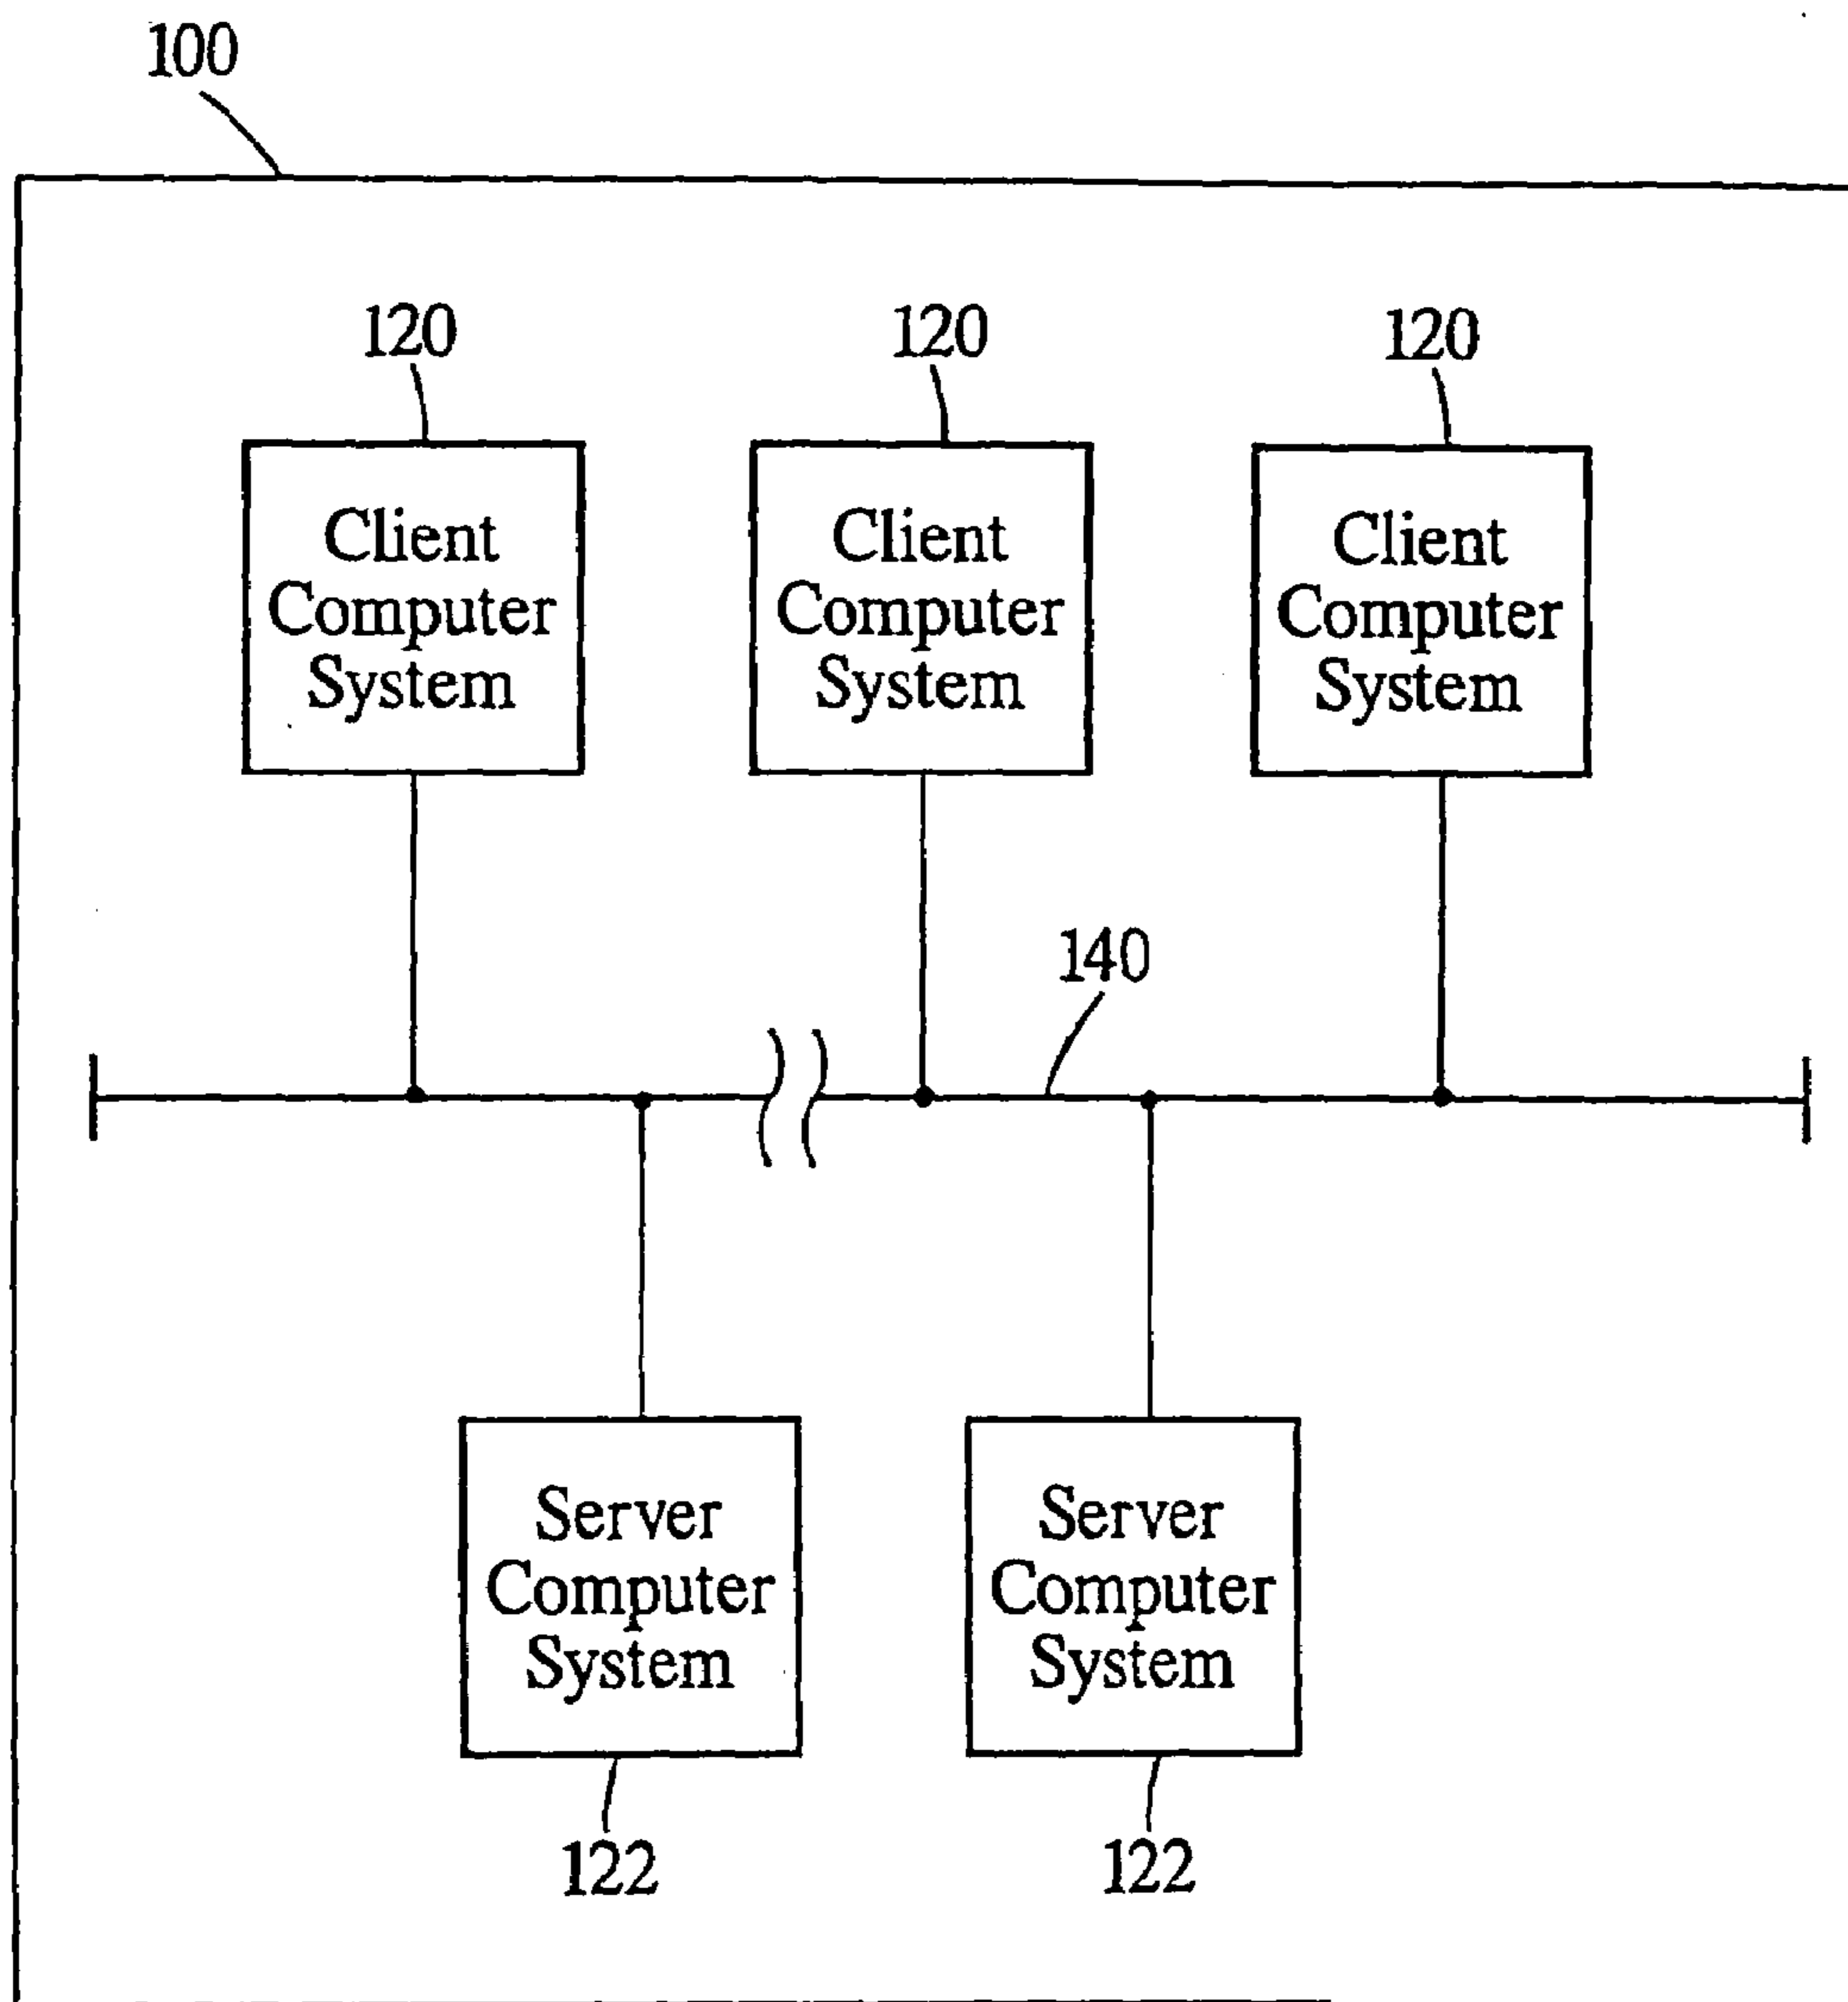 100
120 120 120
Client Client Client
Computer Computer Computer
System System System
140
Server Server
Computer Computer
System System
122 122